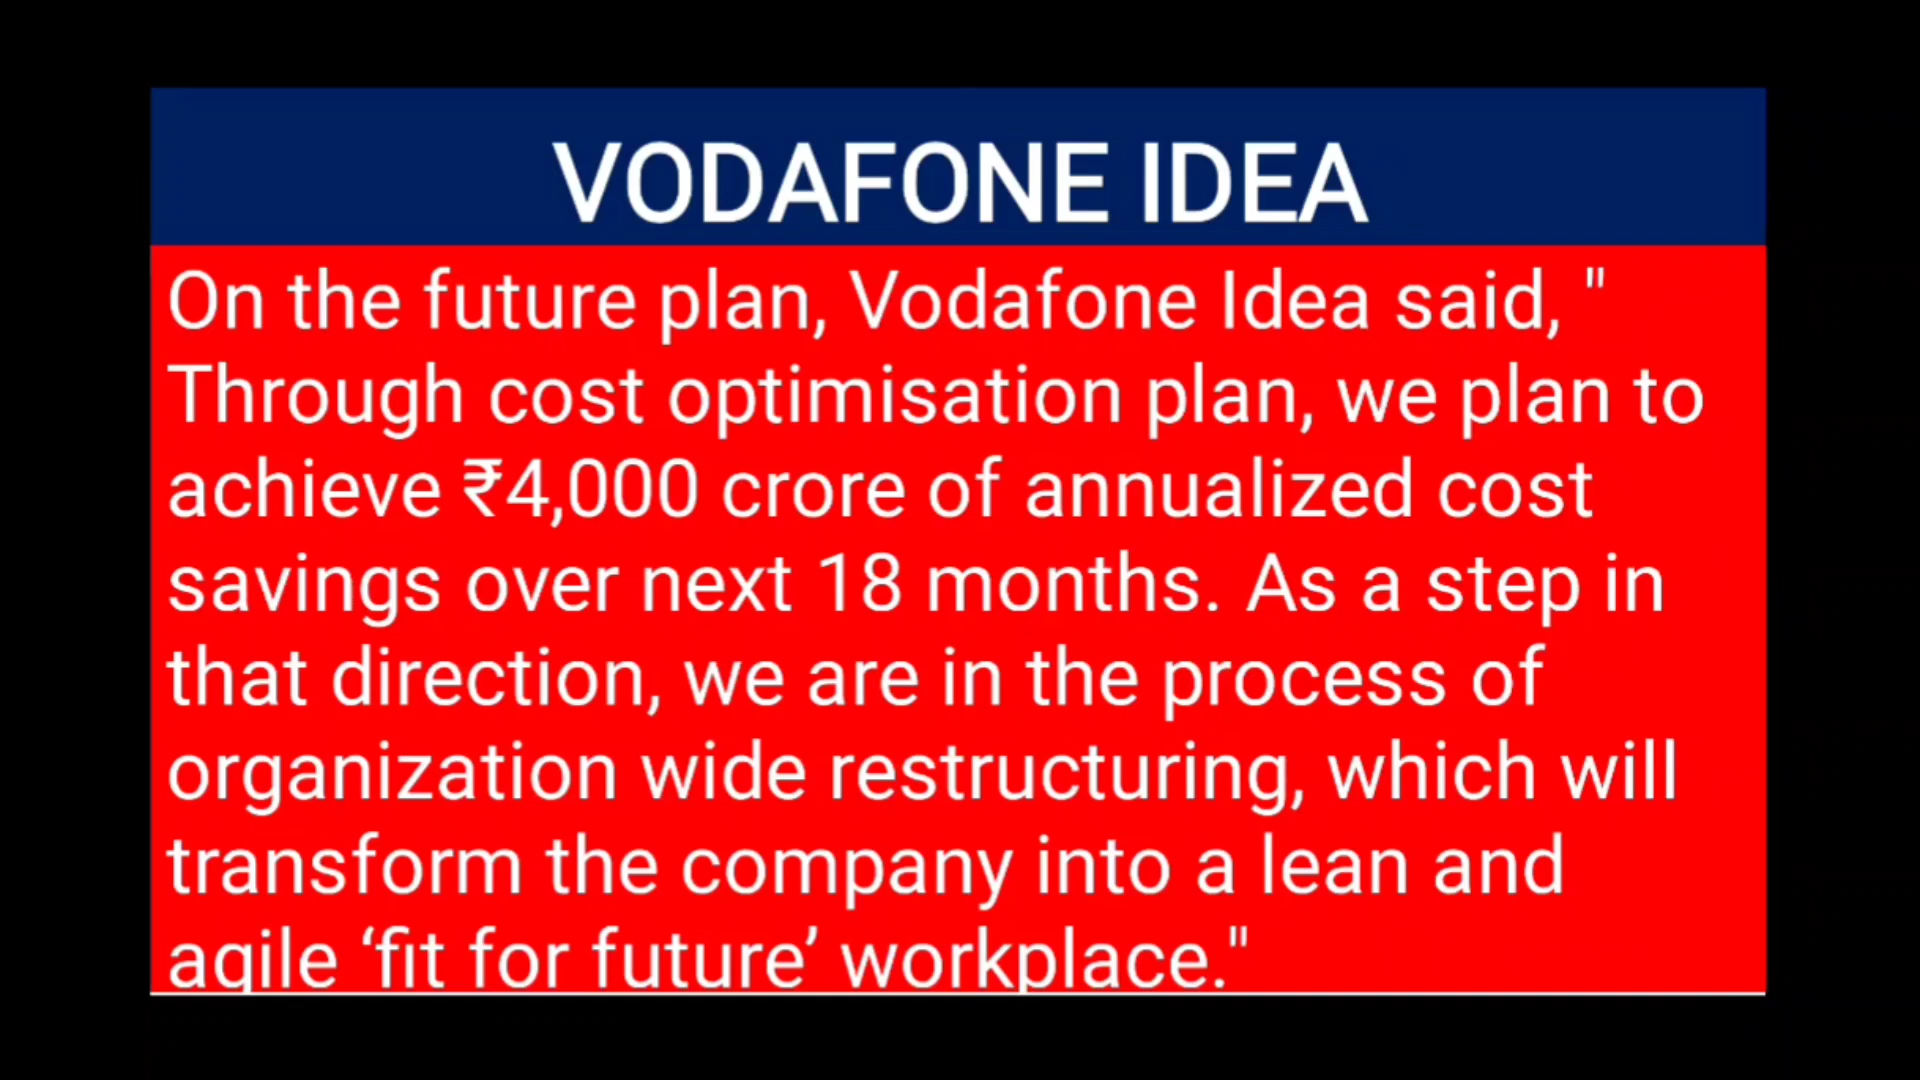 VODAFONE IDEA
On the future plan, Vodafone Idea said, "
Through cost optimisation plan, we plan to
achieve ₹4,000 crore of annualized cost
savings over next 18 months. As a step in
that direction, we are in the process of
organization wide restructuring, which will
transform the company into a lean and
agile ‘fit for future’ workplace."